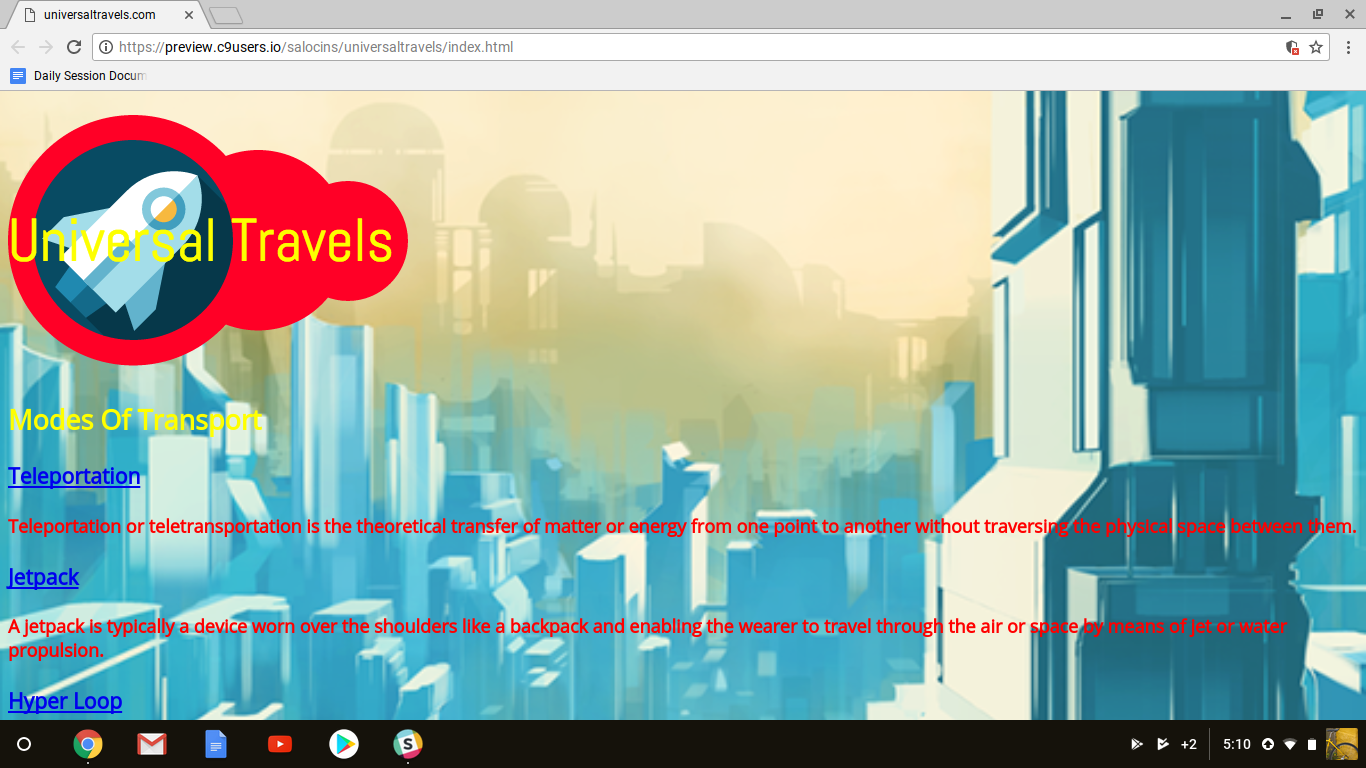 universaltravels.com
https://preview.c9users.io/salocins/universaltravels/index.html
Daily Session Docum
Universal Travels
Modes Of Transport
Teleportation
Teleportation or teletransportation is the theoretical transfer of matter or energy from one point to another without traversing the physical space between them.
Jetpack
A jetpack is typically a device worn over the shoulders like a backpack and enabling the wearer to travel through the air or space by means of jet or water
propulsion.
Hyper Loop
+2 5:10